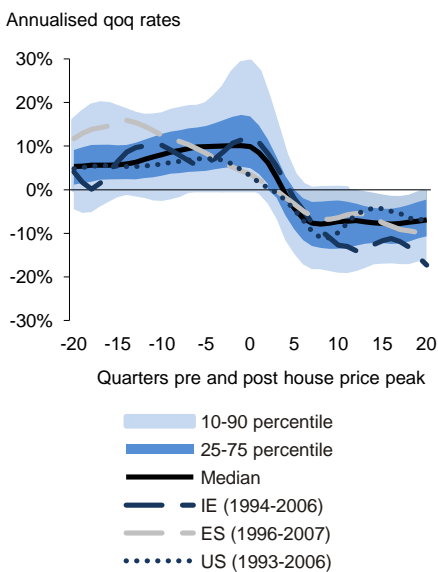 Annualised qoq rates
30%
20%
10%
0%
-10%
-20%
-30%
-20 -15 -10 -5 0 5 10 15 20
Quarters pre and post house price peak
10-90 percentile
25-75 percentile
Median
IE (1994-2006)
ES (1996-2007)
US (1993-2006)